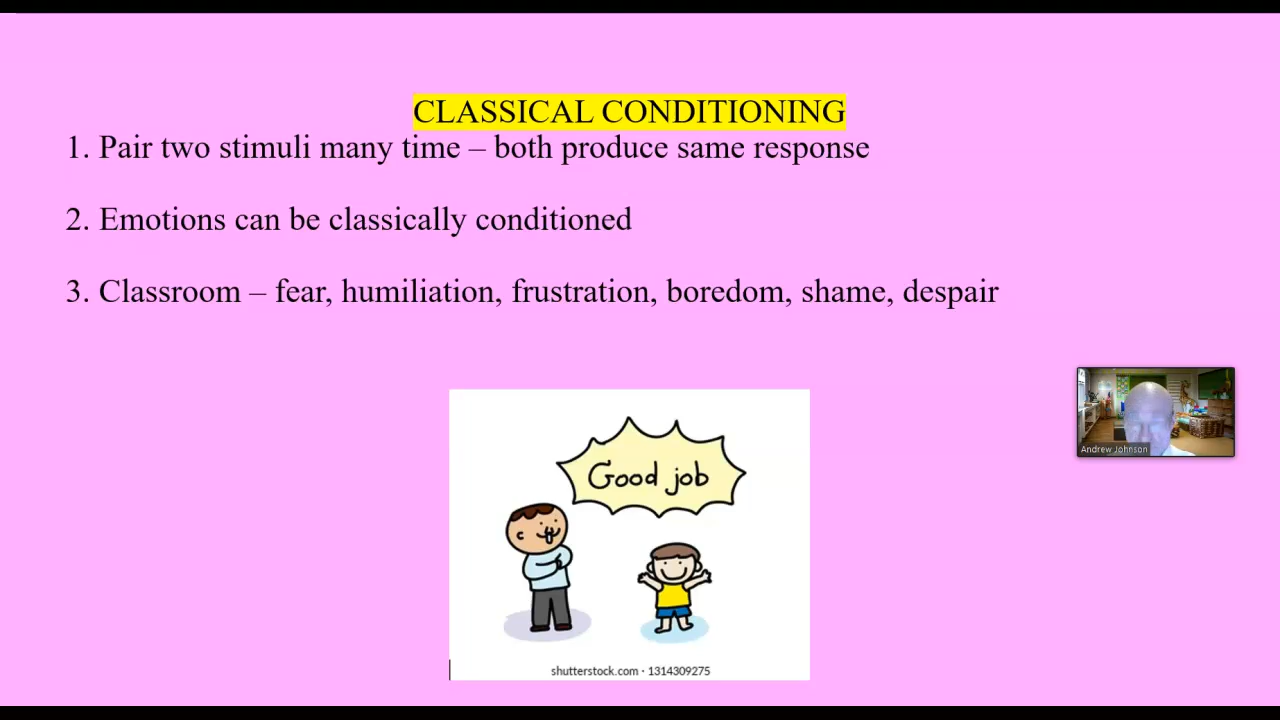 CLASSICAL CONDITIONING
1. Pair two stimuli many time – both produce same response
2. Emotions can be classically conditioned
3. Classroom – fear, humiliation, frustration, boredom, shame, despair
Andrew Johnson
Good job
shutterstock.com · 1314309275